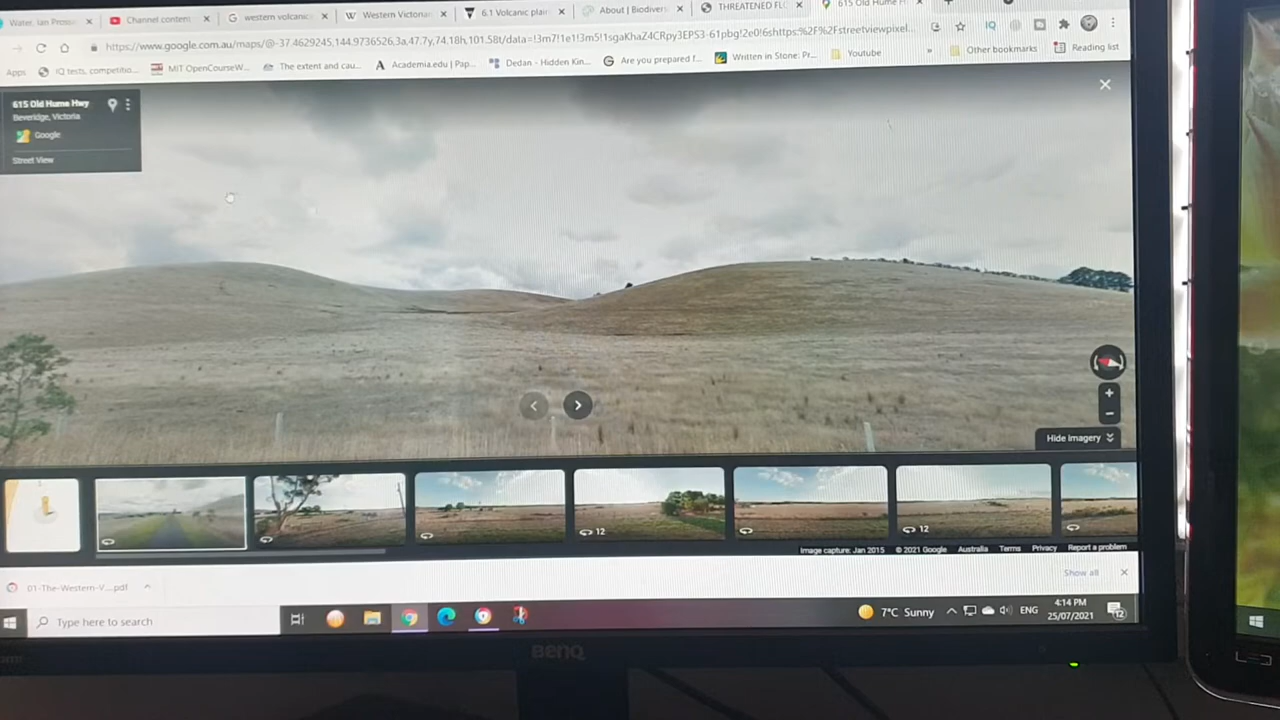 Water, Ian Prosse
Channel content
western volcanic
Western Victorian
6.1 Volcanic plain
About | Biodivers
THREATENED FLO
615 Old Hume H
https://www.google.com.au/maps/@-37.4629245,144.9736526,3a,47.7y,74.18h,101.58t/data=!3m7!1e1!3m5!1sgaKhaZ4CRpy3EPS3-61pbg!2e0!6shttps:%2F%2Fstreetviewpixel...
IQ
Apps
IQ tests, competitio...
MIT OpenCourseW...
The extent and cau...
Academia.edu | Pap...
Dedan - Hidden Kin...
Are you prepared f...
Written in Stone: Pr...
Youtube
»
Other bookmarks
Reading list
615 Old Hume Hwy
Beveridge, Victoria
Google
Street View
Hide imagery
12
12
Image capture: Jan 2015 © 2021 Google Australia Terms Privacy Report a problem
01-The-Western-V....pdf
Show all
Type here to search
7°C Sunny
ENG
4:14 PM
25/07/2021
12
BenQ